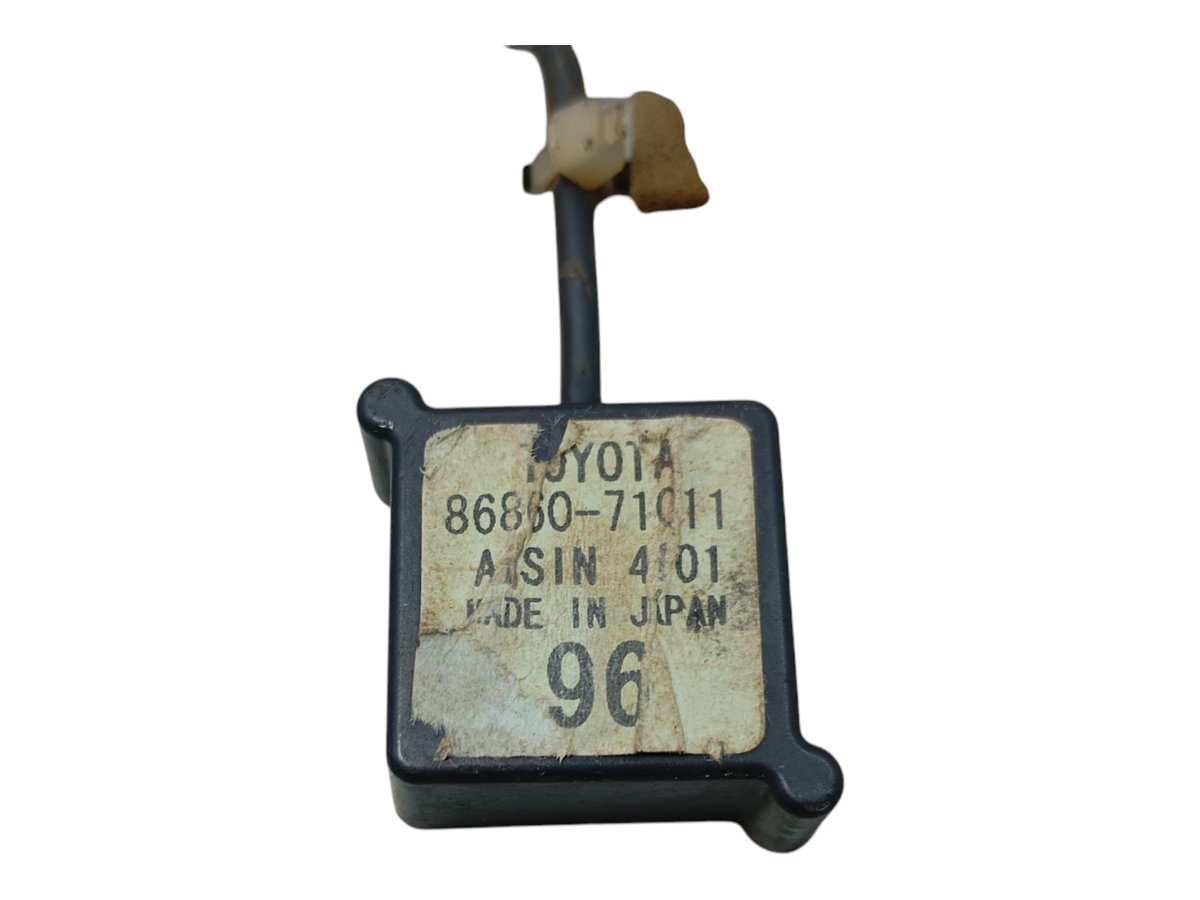 TOYOTA
86860-71011
AISIN 4101
MADE IN JAPAN
96